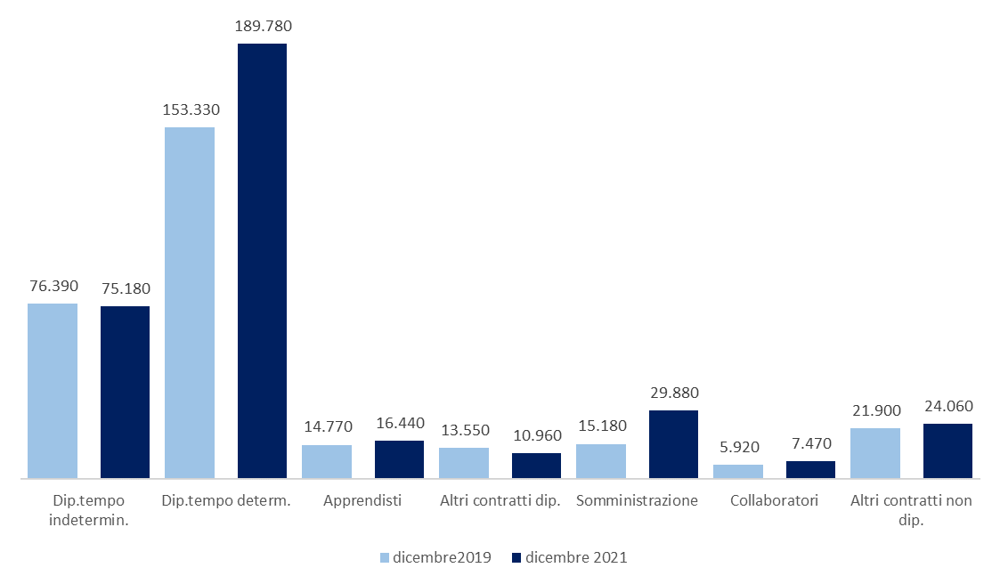 189.780
153.330
76.390 75.180
29.880
14.770 16.440 13.550 10.960 15.180 5.920 7.470 21.900 24.060
Dip.tempo indetermin. Dip.tempo determ. Apprendisti Altri contratti dip. Somministrazione Collaboratori Altri contratti non dip.
dicembre2019 dicembre 2021